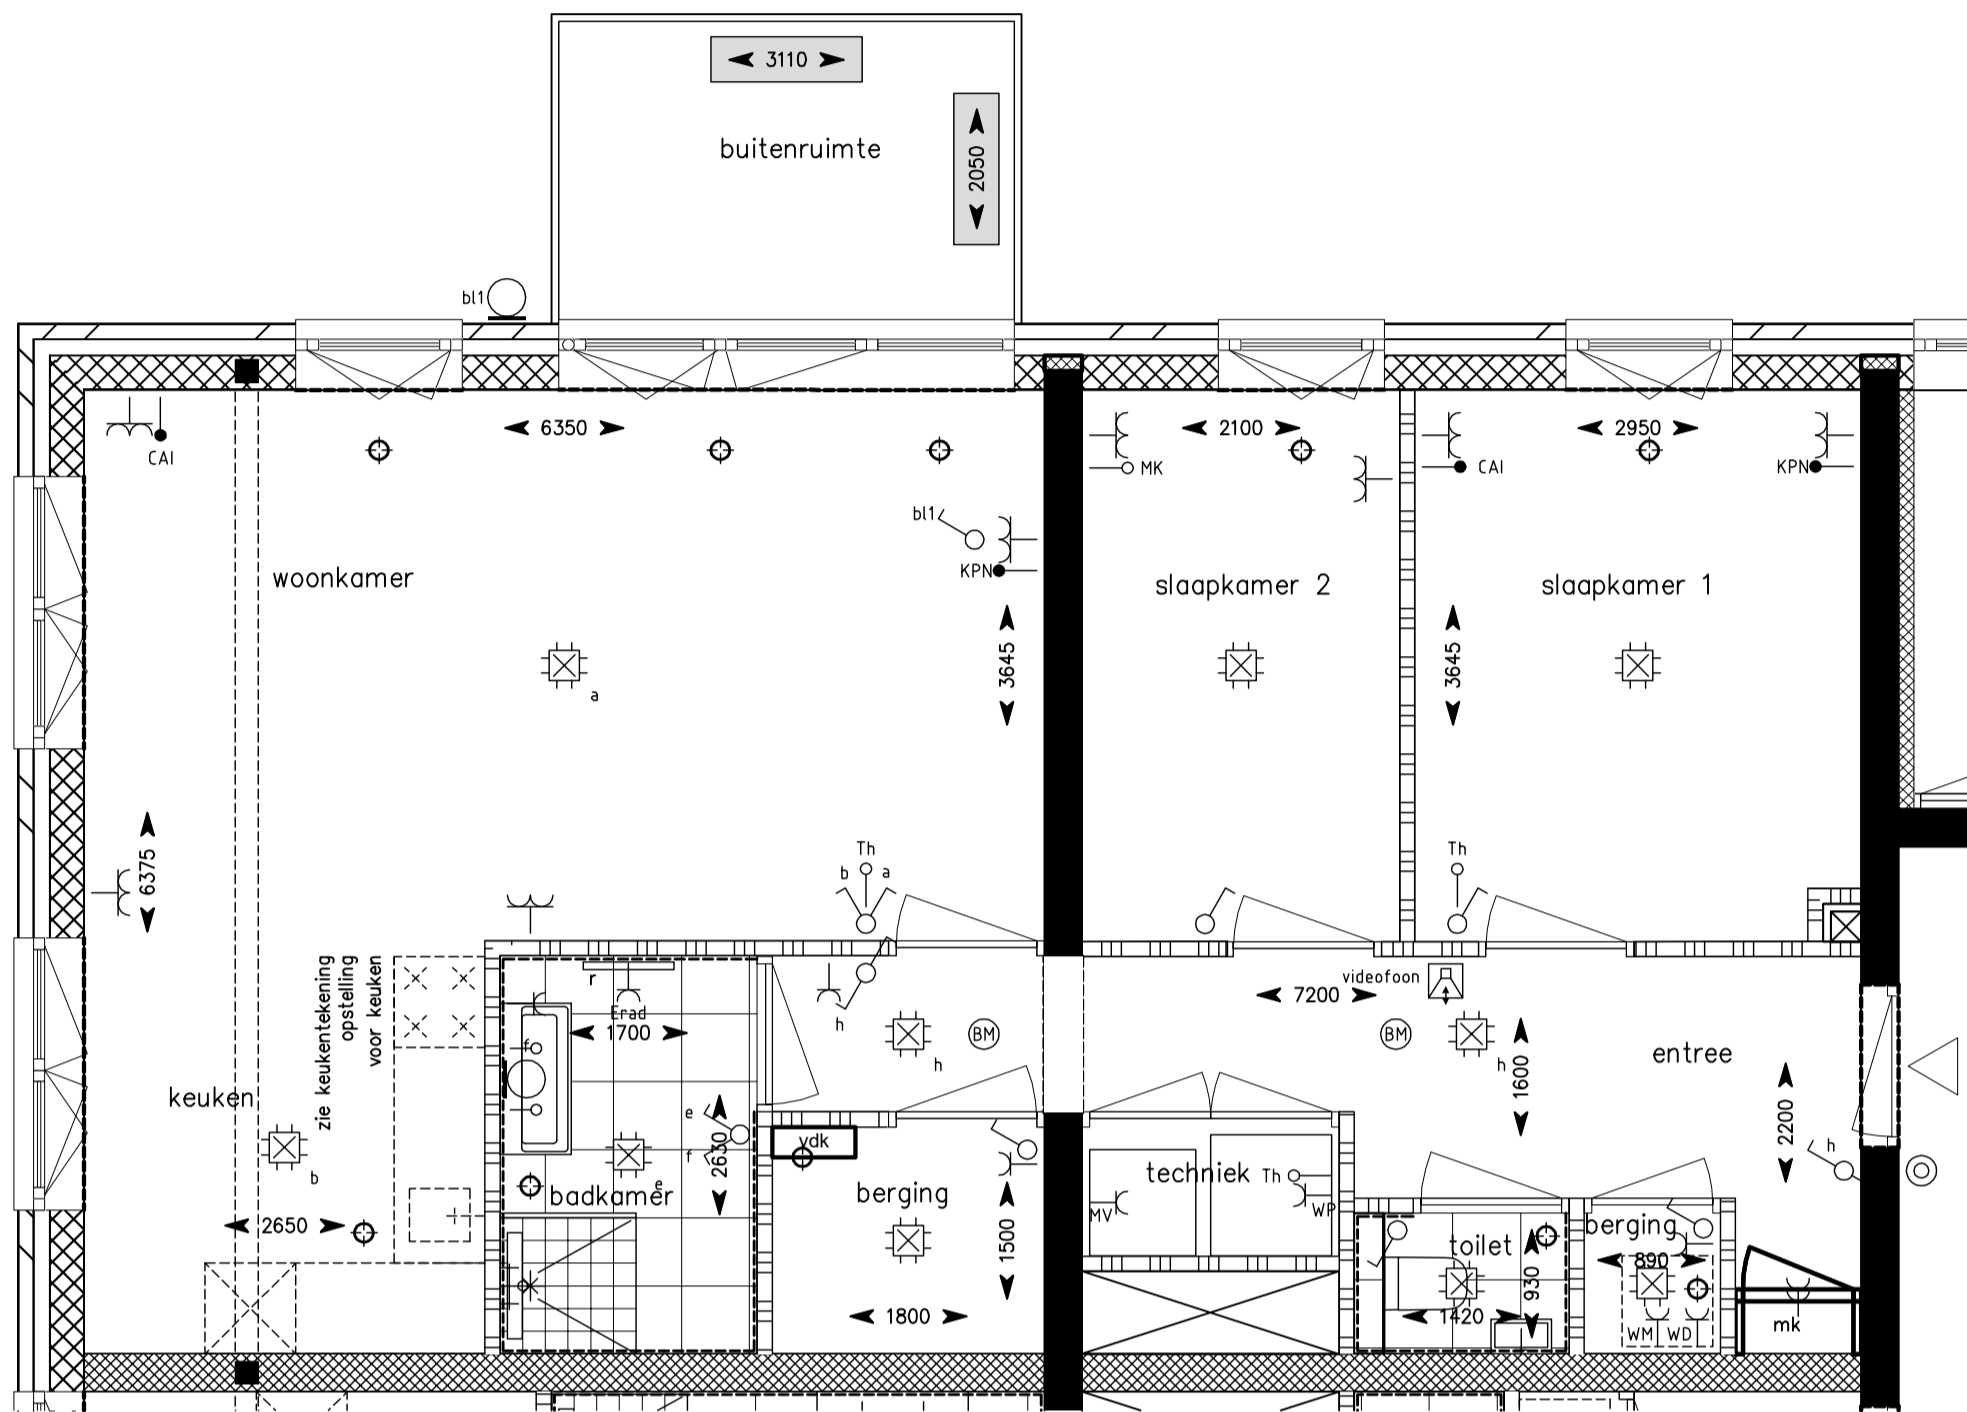 3110
buitenruimte
2050
bl1
6350
2100
2950
CAI
MK
CAI
KPN
bl1
KPN
woonkamer
slaapkamer 2
slaapkamer 1
3645
3645
a
6375
Th
b
a
Th
zie keukentekening
opstelling
voor keuken
r
Erad
1700
h
BM
h
7200
videofoon
BM
h
1600
entree
2200
h
keuken
b
2650
f
e
f
2630
e
badkamer
vdk
berging
1500
1800
techniek
Th
MV
WP
toilet
930
1420
berging
890
WM
WD
mk